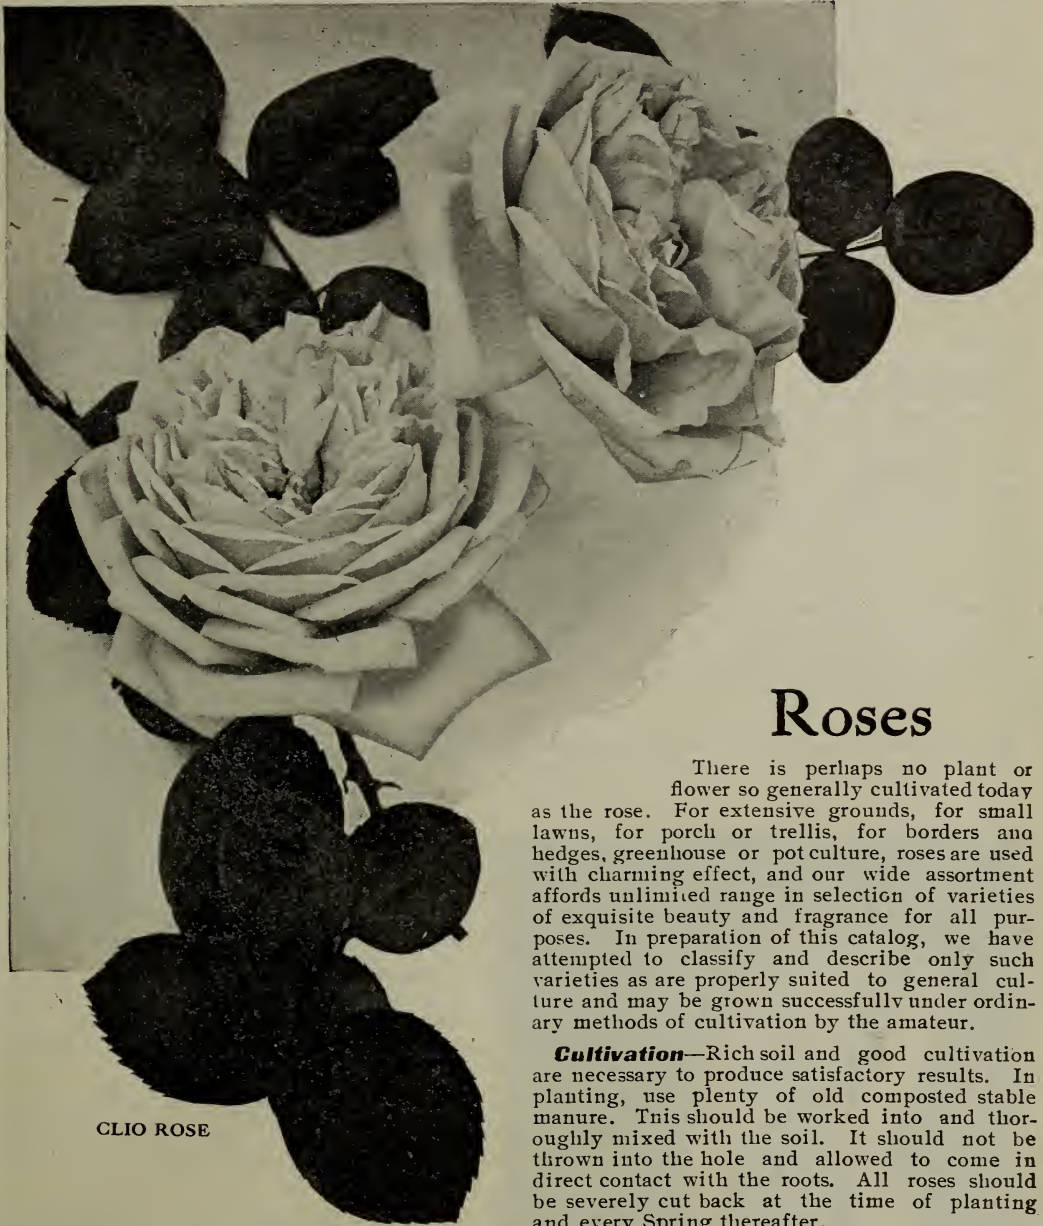 Roses
There is perhaps no plant or
flower so generally cultivated today
as the rose. For extensive grounds, for small
lawns, for porch or trellis, for borders and
hedges, greenhouse or pot culture, roses are used
with charming effect, and our wide assortment
affords unlimited range in selection of varieties
of exquisite beauty and fragrance for all pur-
poses. In preparation of this catalog, we have
attempted to classify and describe only such
varieties as are properly suited to general cul-
ture and may be grown successfully under ordin-
ary methods of cultivation by the amateur.
Cultivation—Rich soil and good cultivation
are necessary to produce satisfactory results. In
planting, use plenty of old composted stable
manure. This should be worked into and thor-
oughly mixed with the soil. It should not be
thrown into the hole and allowed to come in
direct contact with the roots. All roses should
be severely cut back at the time of planting
and every Spring thereafter.
CLIO ROSE